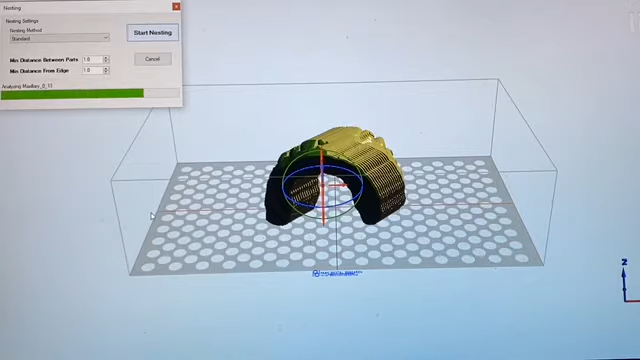 Nesting
Nesting Settings
Nesting Method
Standard
Start Nesting
Min Distance Between Parts
1.0
Cancel
Min Distance From Edge
1.0
Z